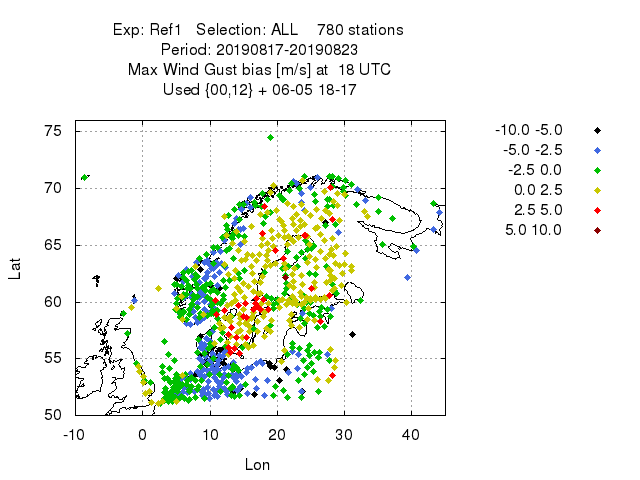 Exp: Ref1 Selection: ALL 780 stations
Period: 20190817-20190823
Max Wind Gust bias [m/s] at 18 UTC
Used {00,12} + 06-05 18-17
-10.0 -5.0
-5.0 -2.5
-2.5 0.0
0.0 2.5
2.5 5.0
5.0 10.0
75
70
65
60
55
50
Lat
-10 0 10 20 30 40
Lon